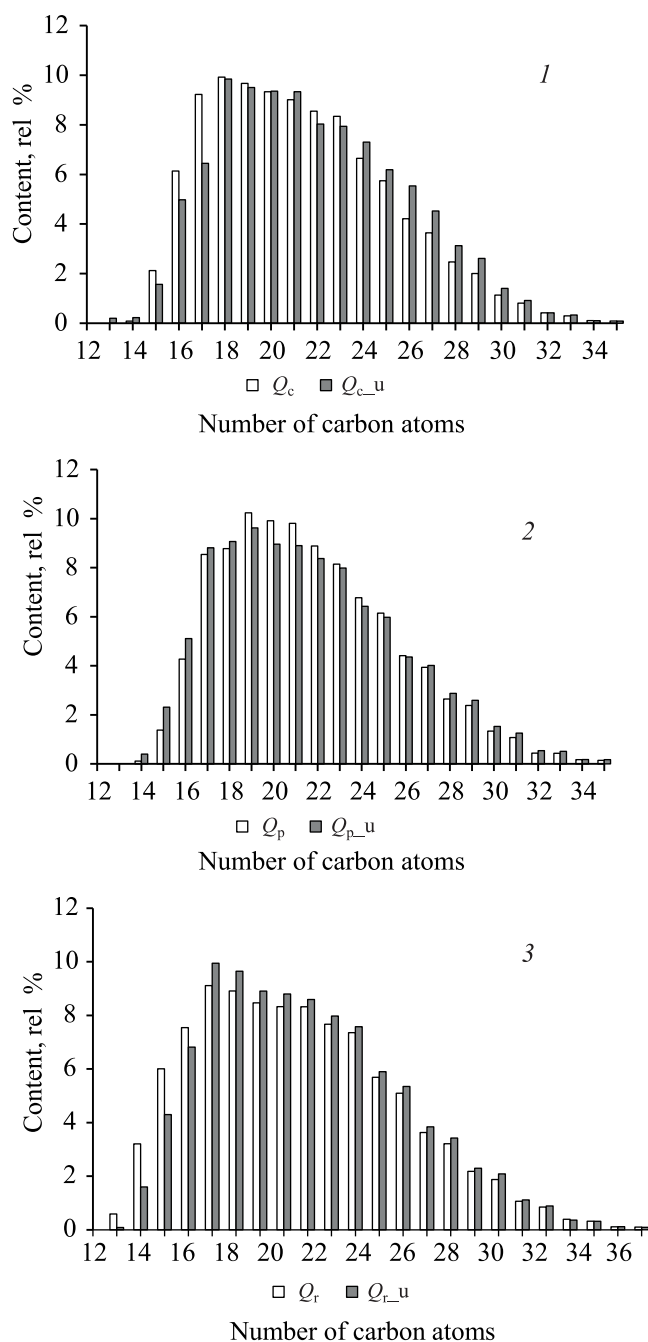 12
10
8
6
4
2
0
Content, rel %
1
12 14 16 18 20 22 24 26 28 30 32 34
Qc Qc_u
Number of carbon atoms
12
10
8
6
4
2
0
Content, rel %
2
12 14 16 18 20 22 24 26 28 30 32 34
Qp Qp_u
Number of carbon atoms
12
10
8
6
4
2
0
Content, rel %
3
12 14 16 18 20 22 24 26 28 30 32 34 36
Qr Qr_u
Number of carbon atoms